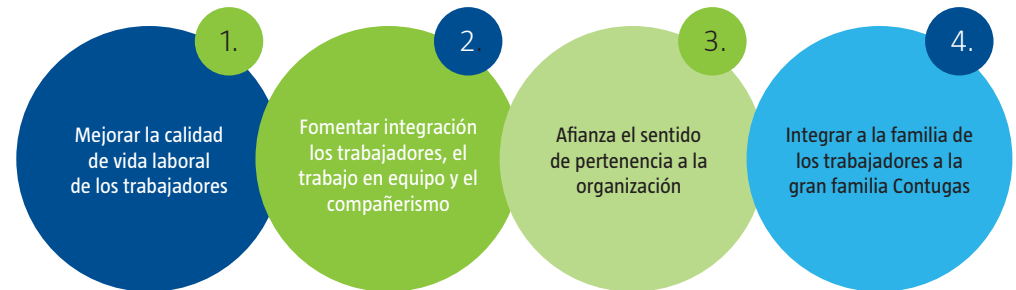 1.
Mejorar la calidad
de vida laboral
de los trabajadores
2.
Fomentar integración
los trabajadores, el
trabajo en equipo y el
compañerismo
3.
Afianza el sentido
de pertenencia a la
organización
4.
Integrar a la familia de
los trabajadores a la
gran familia Contugas